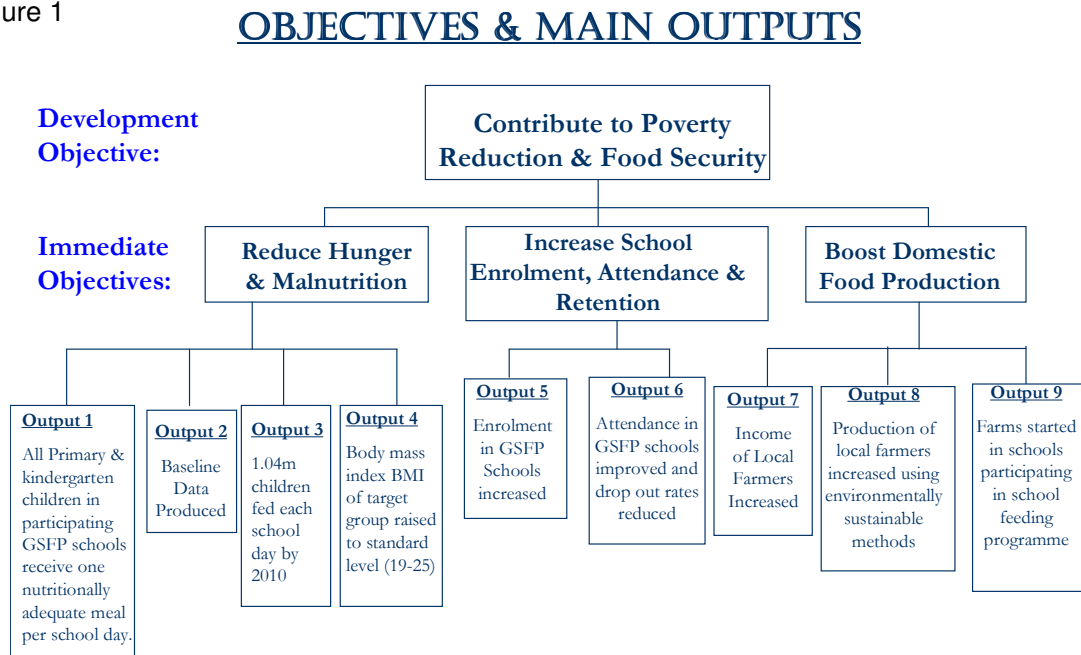 ure 1
OBJECTIVES & MAIN OUTPUTS
Development
Objective:
Contribute to Poverty
Reduction & Food Security
Immediate
Objectives:
Reduce Hunger
& Malnutrition
Increase School
Enrolment, Attendance &
Retention
Boost Domestic
Food Production
Output 1
All Primary &
kindergarten
children in
participating
GSFP schools
receive one
nutritionally
adequate meal
per school day.
Output 2
Baseline
Data
Produced
Output 3
1.04m
children
fed each
school
day by
2010
Output 4
Body mass
index BMI
of target
group raised
to standard
level (19-25)
Output 5
Enrolment
in GSFP
Schools
increased
Output 6
Attendance in
GSFP schools
improved and
drop out rates
reduced
Output 7
Income
of Local
Farmers
Increased
Output 8
Production of
local farmers
increased using
environmentally
sustainable
methods
Output 9
Farms started
in schools
participating
in school
feeding
programme